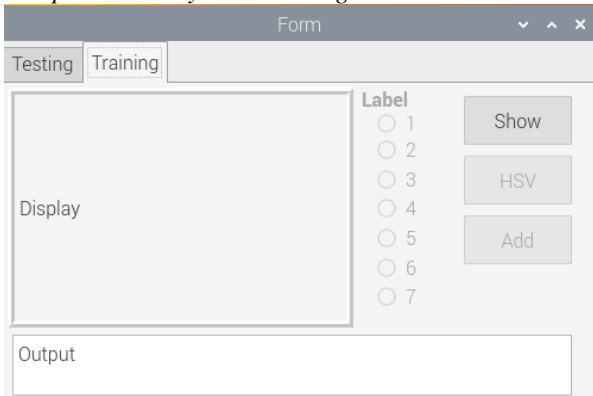 Form
Testing Training
Label
1
2
3
4
5
6
7
Show
HSV
Add
Display
Output